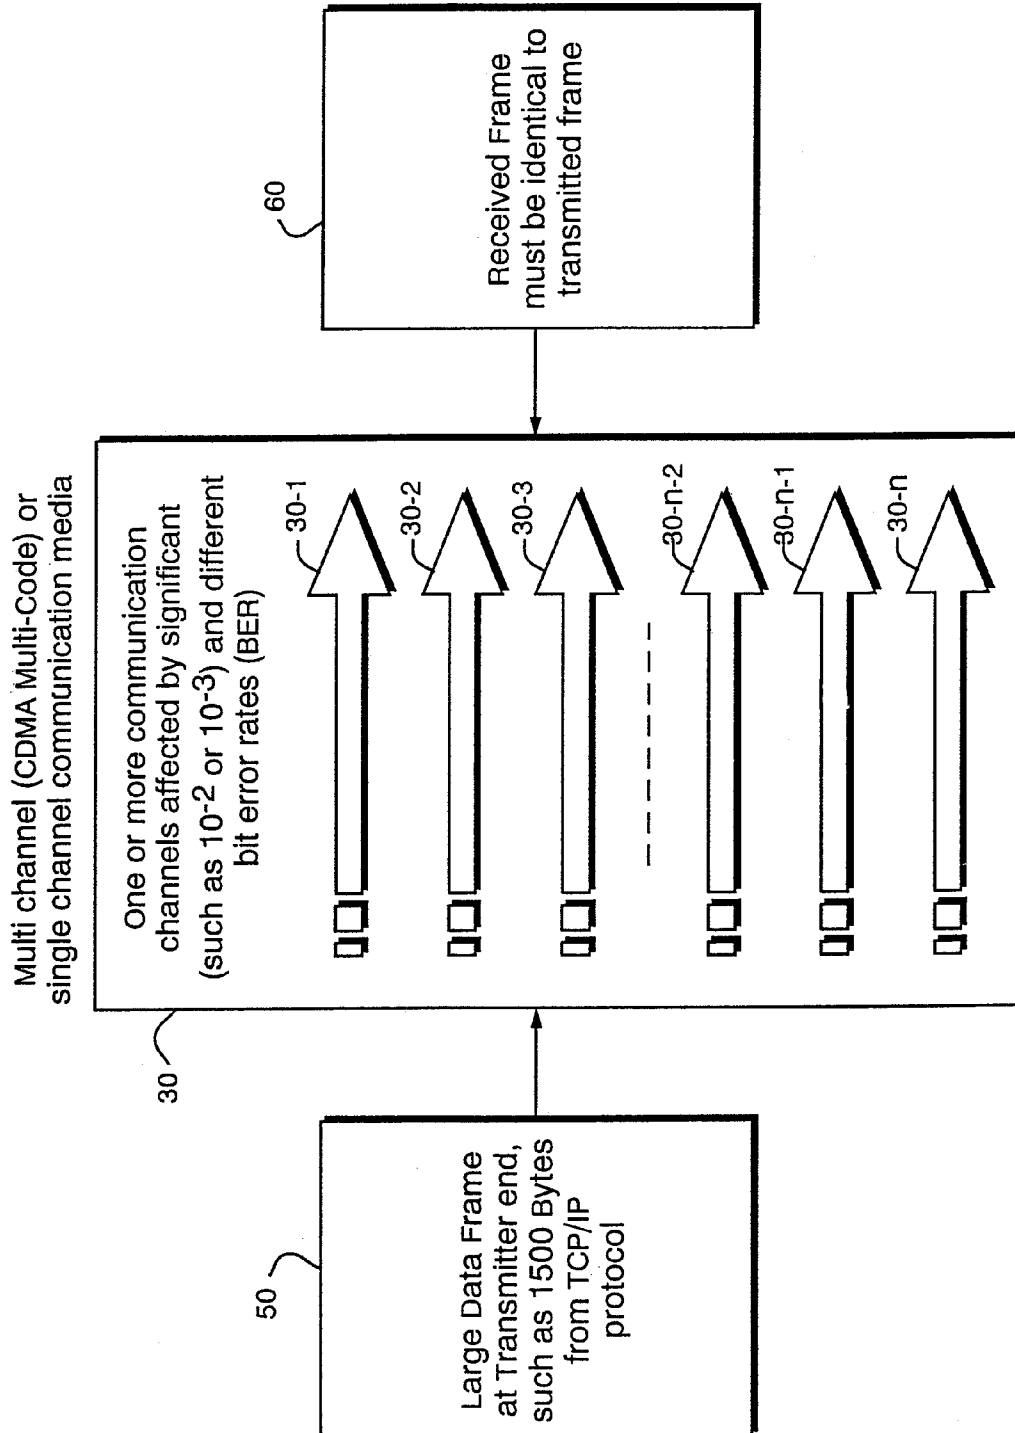 Multi channel (CDMA Multi-Code) or
single channel communication media
30
One or more communication
channels affected by significant
(such as 10-2 or 10-3) and different
bit error rates (BER)
30-1
30-2
30-3
30-n-2
30-n-1
30-n
50
Large Data Frame
at Transmitter end,
such as 1500 Bytes
from TCP/IP
protocol
60
Received Frame
must be identical to
transmitted frame